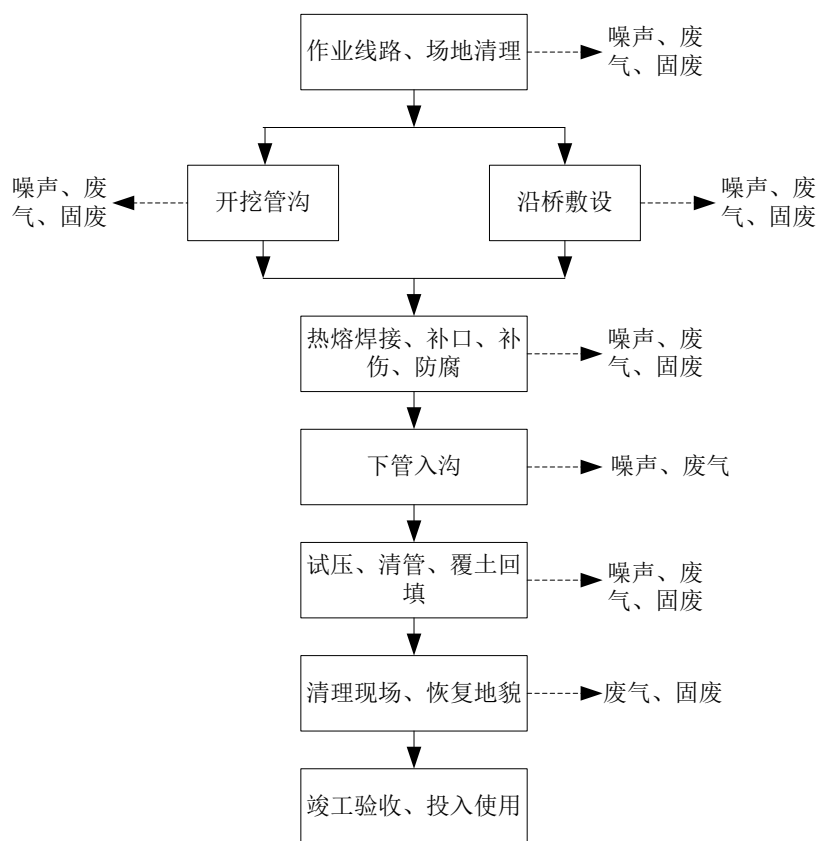 作业线路、场地清理
噪声、废
气、固废
噪声、废
气、固废
开挖管沟
沿桥敷设
噪声、废
气、固废
热熔焊接、补口、补
伤、防腐
噪声、废
气、固废
下管入沟
噪声、废气
试压、清管、覆土回
填
噪声、废
气、固废
清理现场、恢复地貌
废气、固废
竣工验收、投入使用